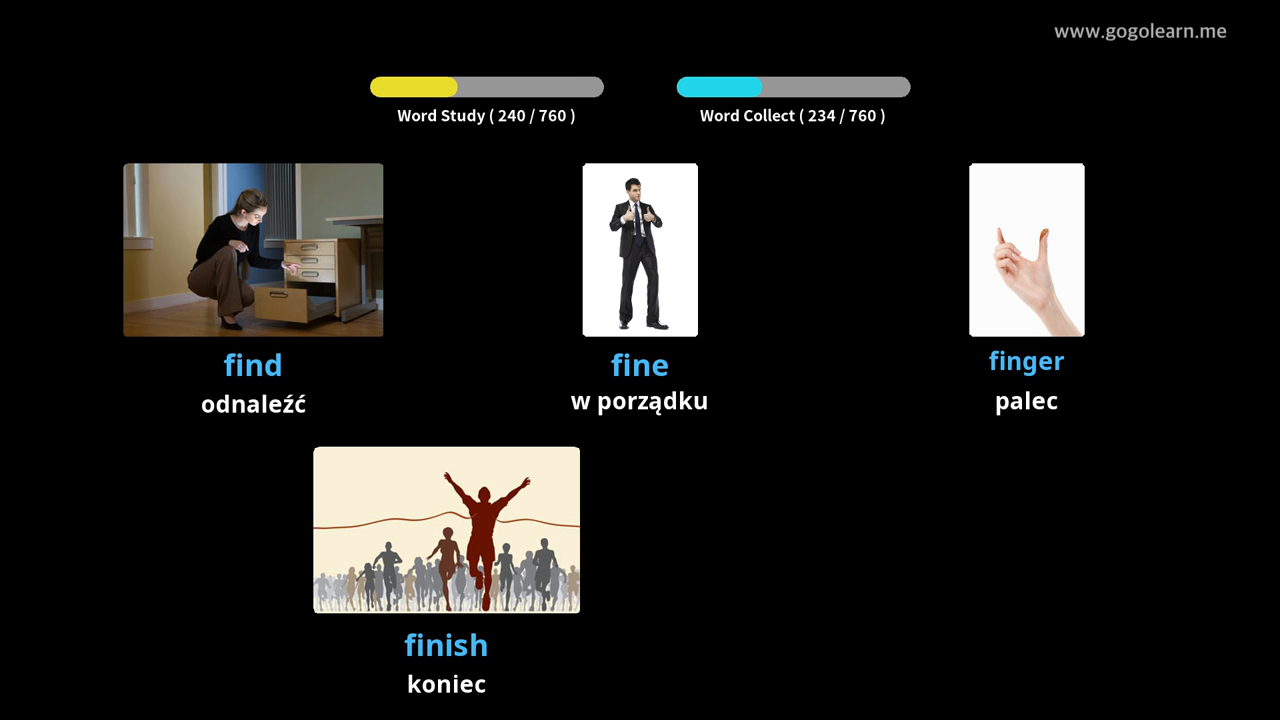 www.gogolearn.me
Word Study ( 240 / 760 )
Word Collect ( 234 / 760 )
find
odnaleźć
fine
w porządku
finger
palec
finish
koniec